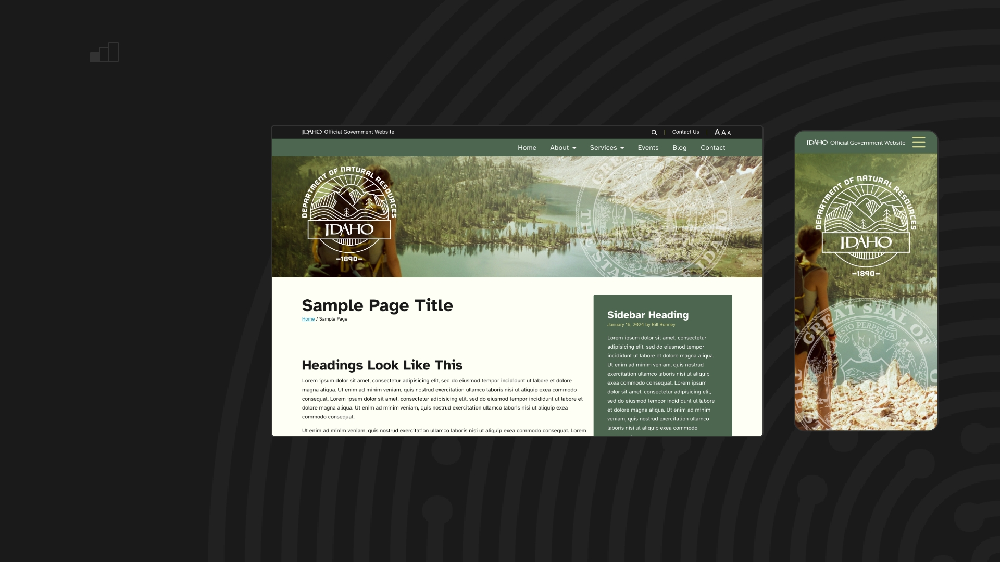 IDAHO Official Government Website
Contact Us
A A A
Home About Services Events Blog Contact
DEPARTMENT OF NATURAL RESOURCES
IDAHO
–1890–
GREAT
ESTO PERP
STATE OF IDAHO
Sample Page Title
Home / Sample Page
Headings Look Like This
Lorem ipsum dolor sit amet, consectetur adipisicing elit, sed do eiusmod tempor incididunt ut labore et dolore
magna aliqua. Ut enim ad minim veniam, quis nostrud exercitation ullamco laboris nisi ut aliquip exea commodo
consequat. Lorem ipsum dolor sit amet, consectetur adipisicing elit, sed do eiusmod tempor incididunt ut labore et
dolore magna aliqua. Ut enim ad minim veniam, quis nostrud exercitation ullamco laboris nisi ut aliquip exea
commodo consequat.
Ut enim ad minim veniam, quis nostrud exercitation ullamco laboris nisi ut aliquip exea commodo consequat. Lorem
Sidebar Heading
January 16, 2024 by Bill Bonney
Lorem ipsum dolor sit amet, consectetur
adipisicing elit, sed do eiusmod tempor
incididunt ut labore et dolore magna aliqua.
Ut enim ad minim veniam, quis nostrud
exercitation ullamco laboris nisi ut aliquip
exea commodo consequat. Lorem ipsum
dolor sit amet, consectetur adipisicing elit,
sed do eiusmod tempor incididunt ut labore
et dolore magna aliqua. Ut enim ad minim
veniam, quis nostrud exercitation ullamco
laboris nisi ut aliquip exea commodo
IDAHO Official Government Website
DEPARTMENT OF NATURAL RESOURCES
IDAHO
–1890–
GREAT SEAL OF
ESTO PERPETUA